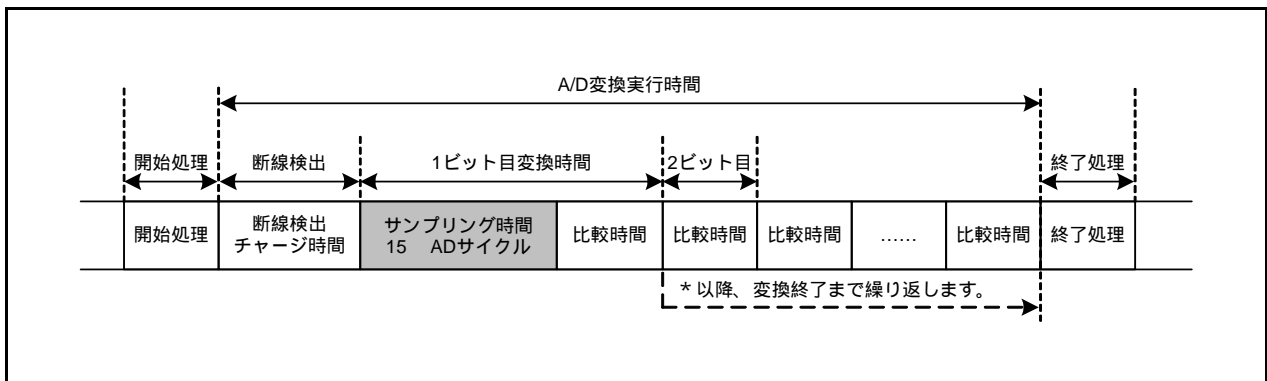 A/D変換実行時間
開始処理 断線検出 1ビット目変換時間 2ビット目 終了処理
開始処理 断線検出 チャージ時間 サンプリング時間 15 ADサイクル 比較時間 比較時間 比較時間 …… 比較時間 終了処理
*以降、変換終了まで繰り返します。